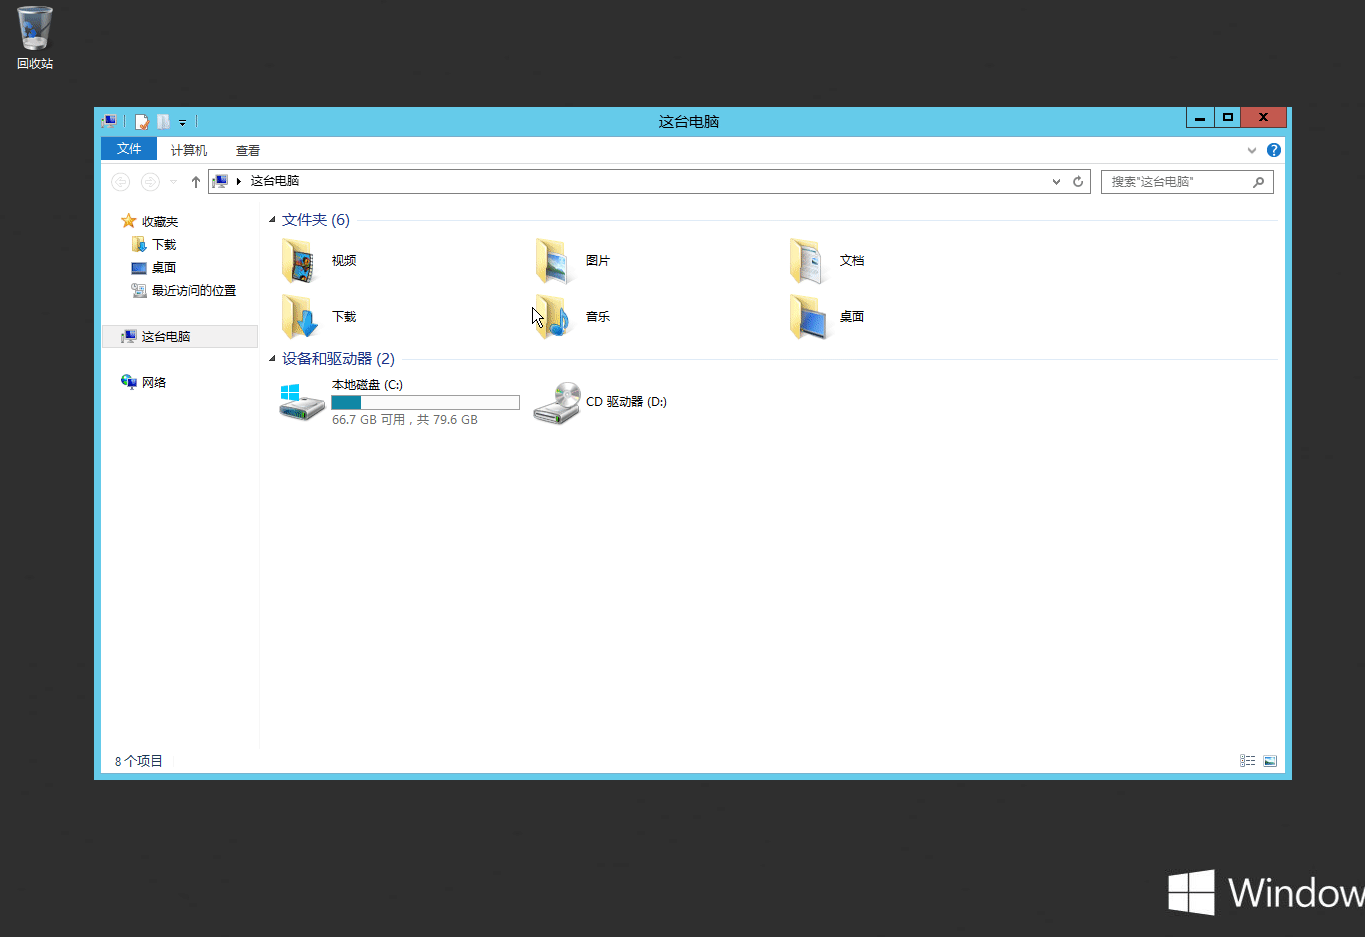 回收站
这台电脑
文件 计算机 查看
这台电脑 搜索"这台电脑"
收藏夹
下载
桌面
最近访问的位置
这台电脑
网络
文件夹 (6)
视频 图片 文档
下载 音乐 桌面
设备和驱动器 (2)
本地磁盘 (C:)
66.7 GB 可用，共 79.6 GB
CD 驱动器 (D:)
8 个项目
Window